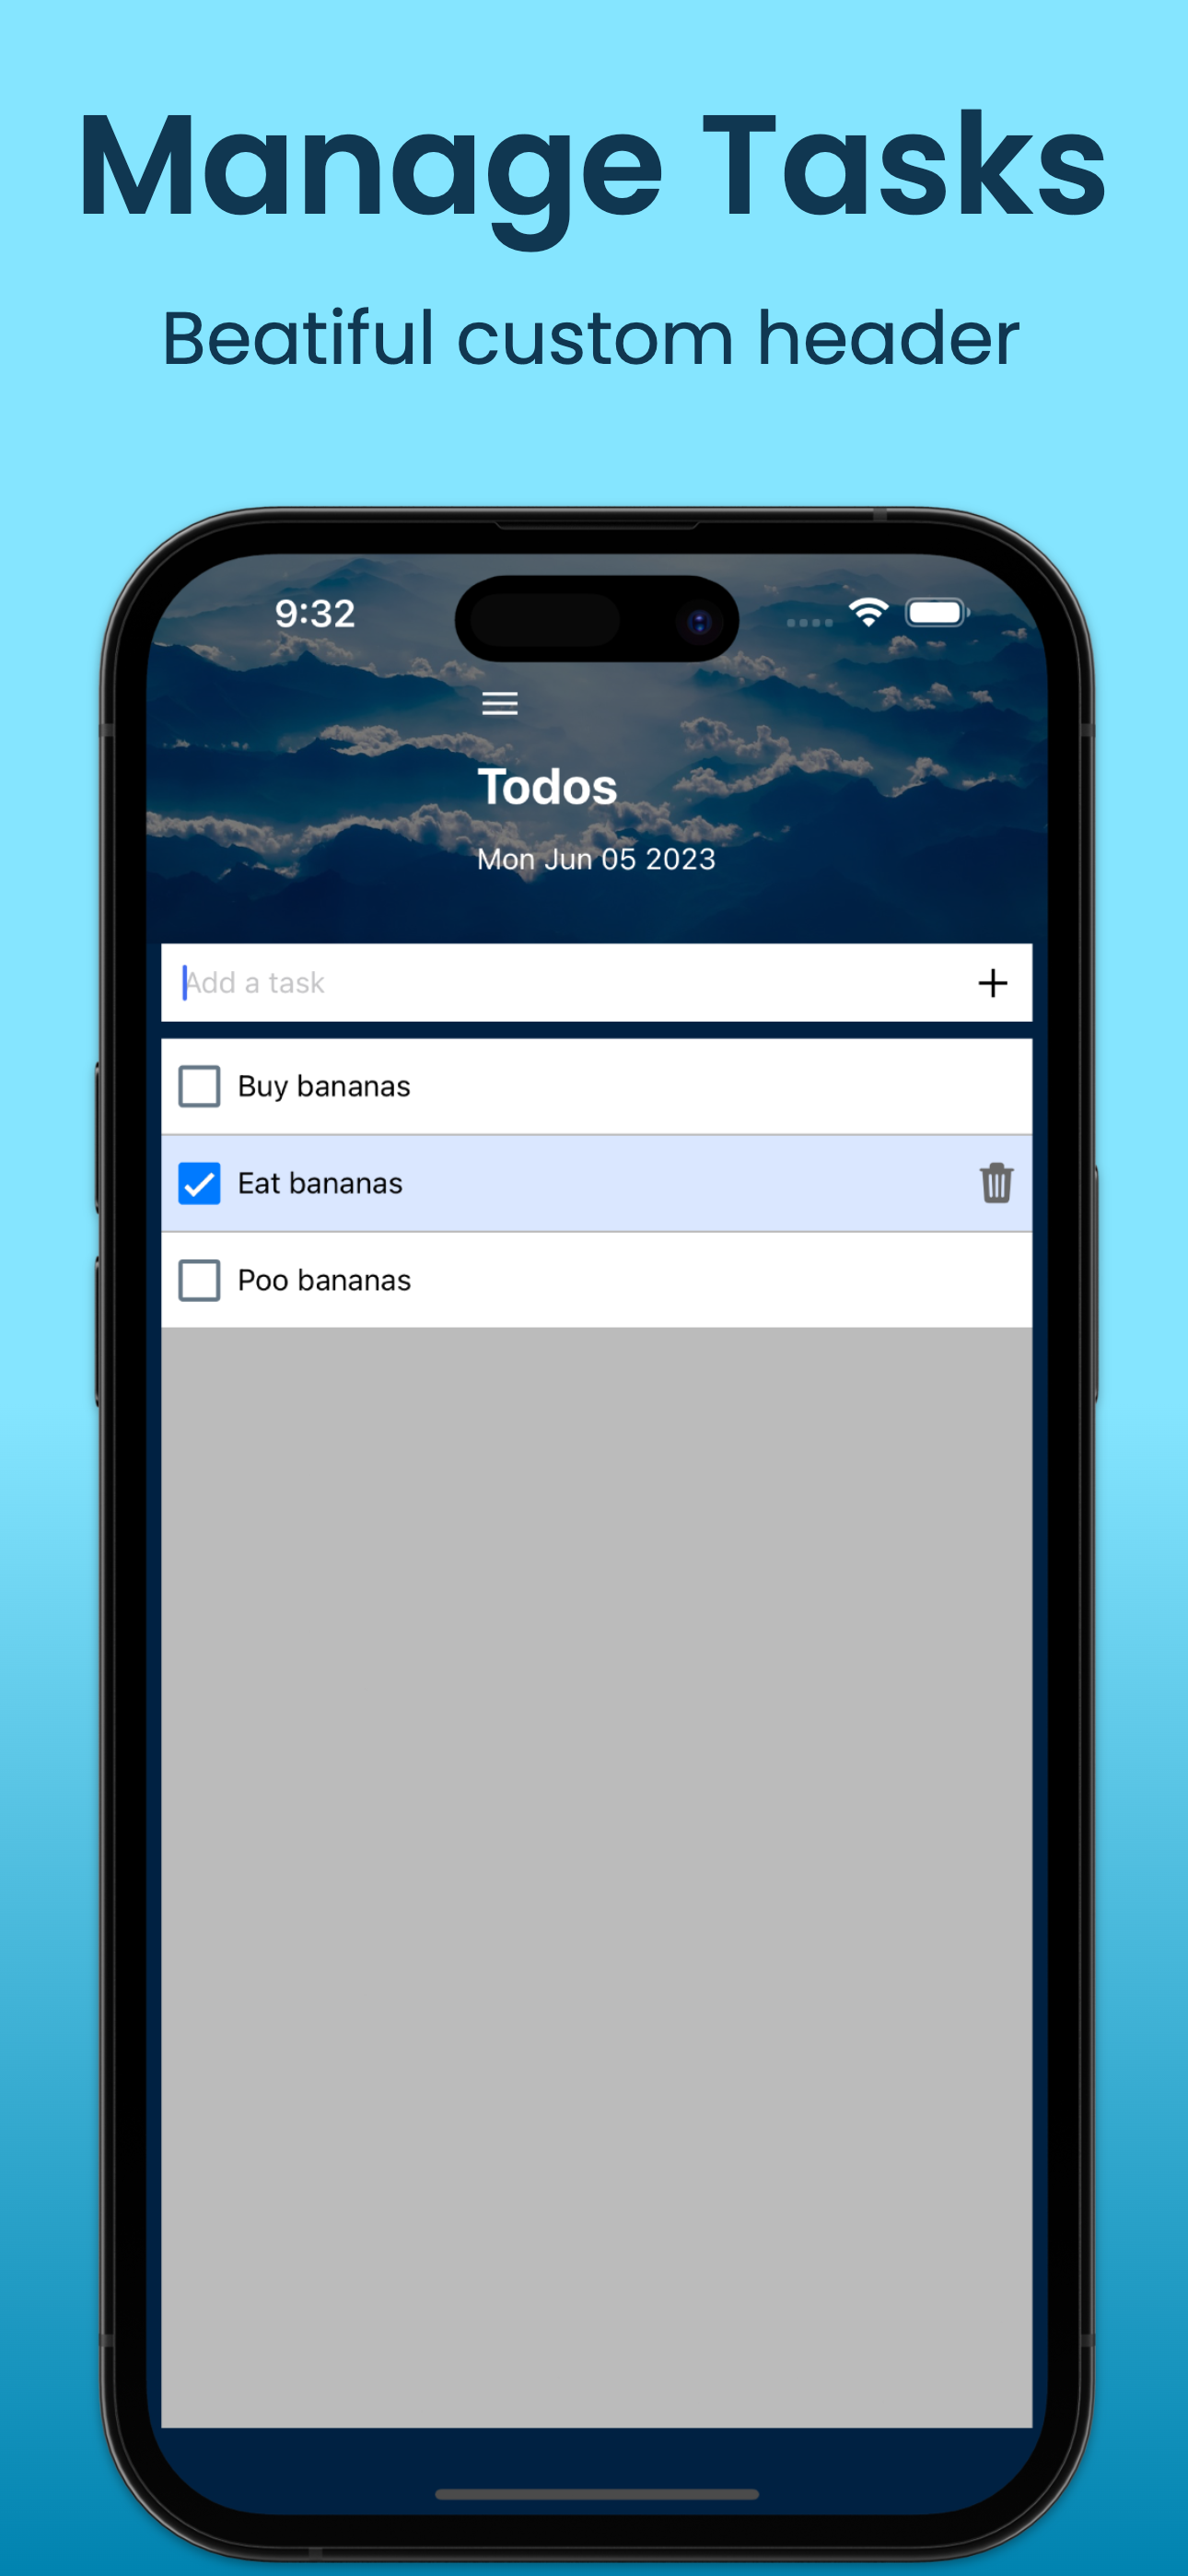 Manage Tasks
Beatiful custom header
9:32
Todos
Mon Jun 05 2023
Add a task
Buy bananas
Eat bananas
Poo bananas